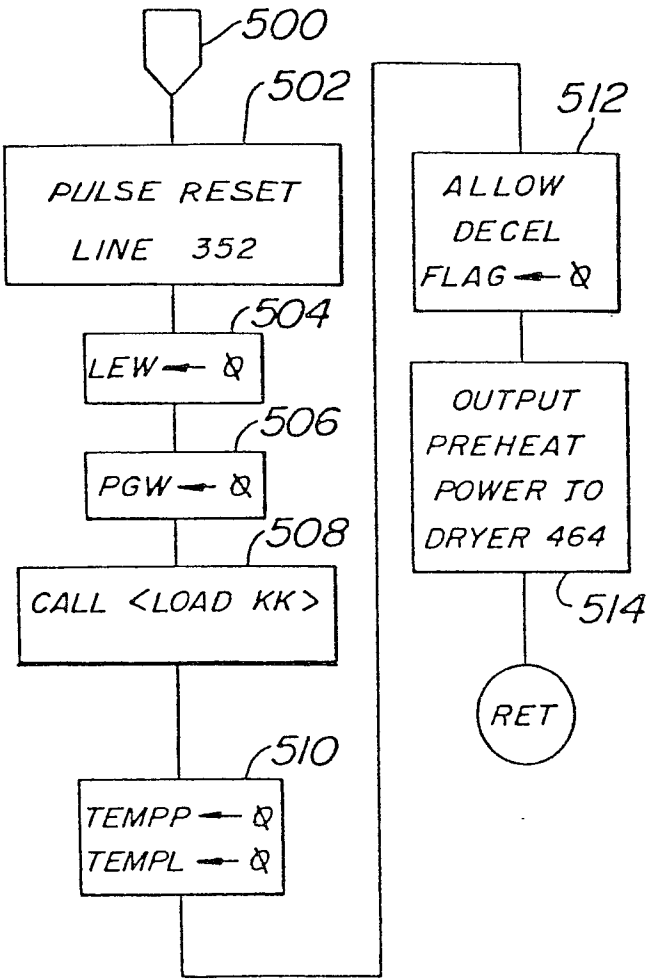 500
502
PULSE RESET
LINE 352
504
LEW ← Ø
506
PGW ← Ø
508
CALL <LOAD KK>
510
TEMPP ← Ø
TEMPL ← Ø
512
ALLOW
DECEL
FLAG ← Ø
OUTPUT
PREHEAT
POWER TO
DRYER 464
514
RET